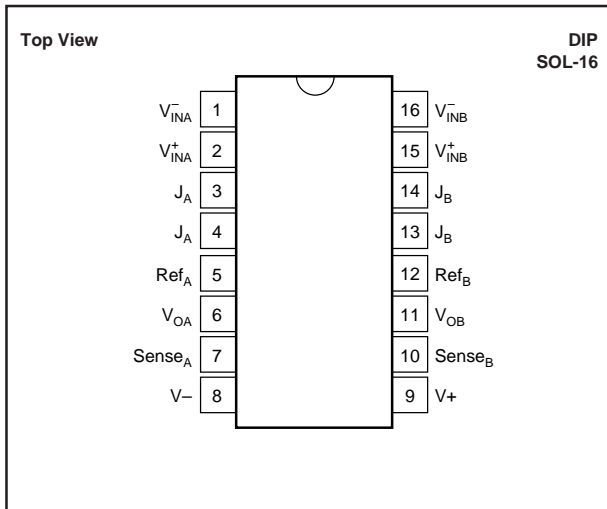 Top View
DIP
SOL-16
V⁻INA 1
16 V⁻INB
V⁺INA 2
15 V⁺INB
JA 3
14 JB
JA 4
13 JB
RefA 5
12 RefB
VOA 6
11 VOB
SenseA 7
10 SenseB
V– 8
9 V+